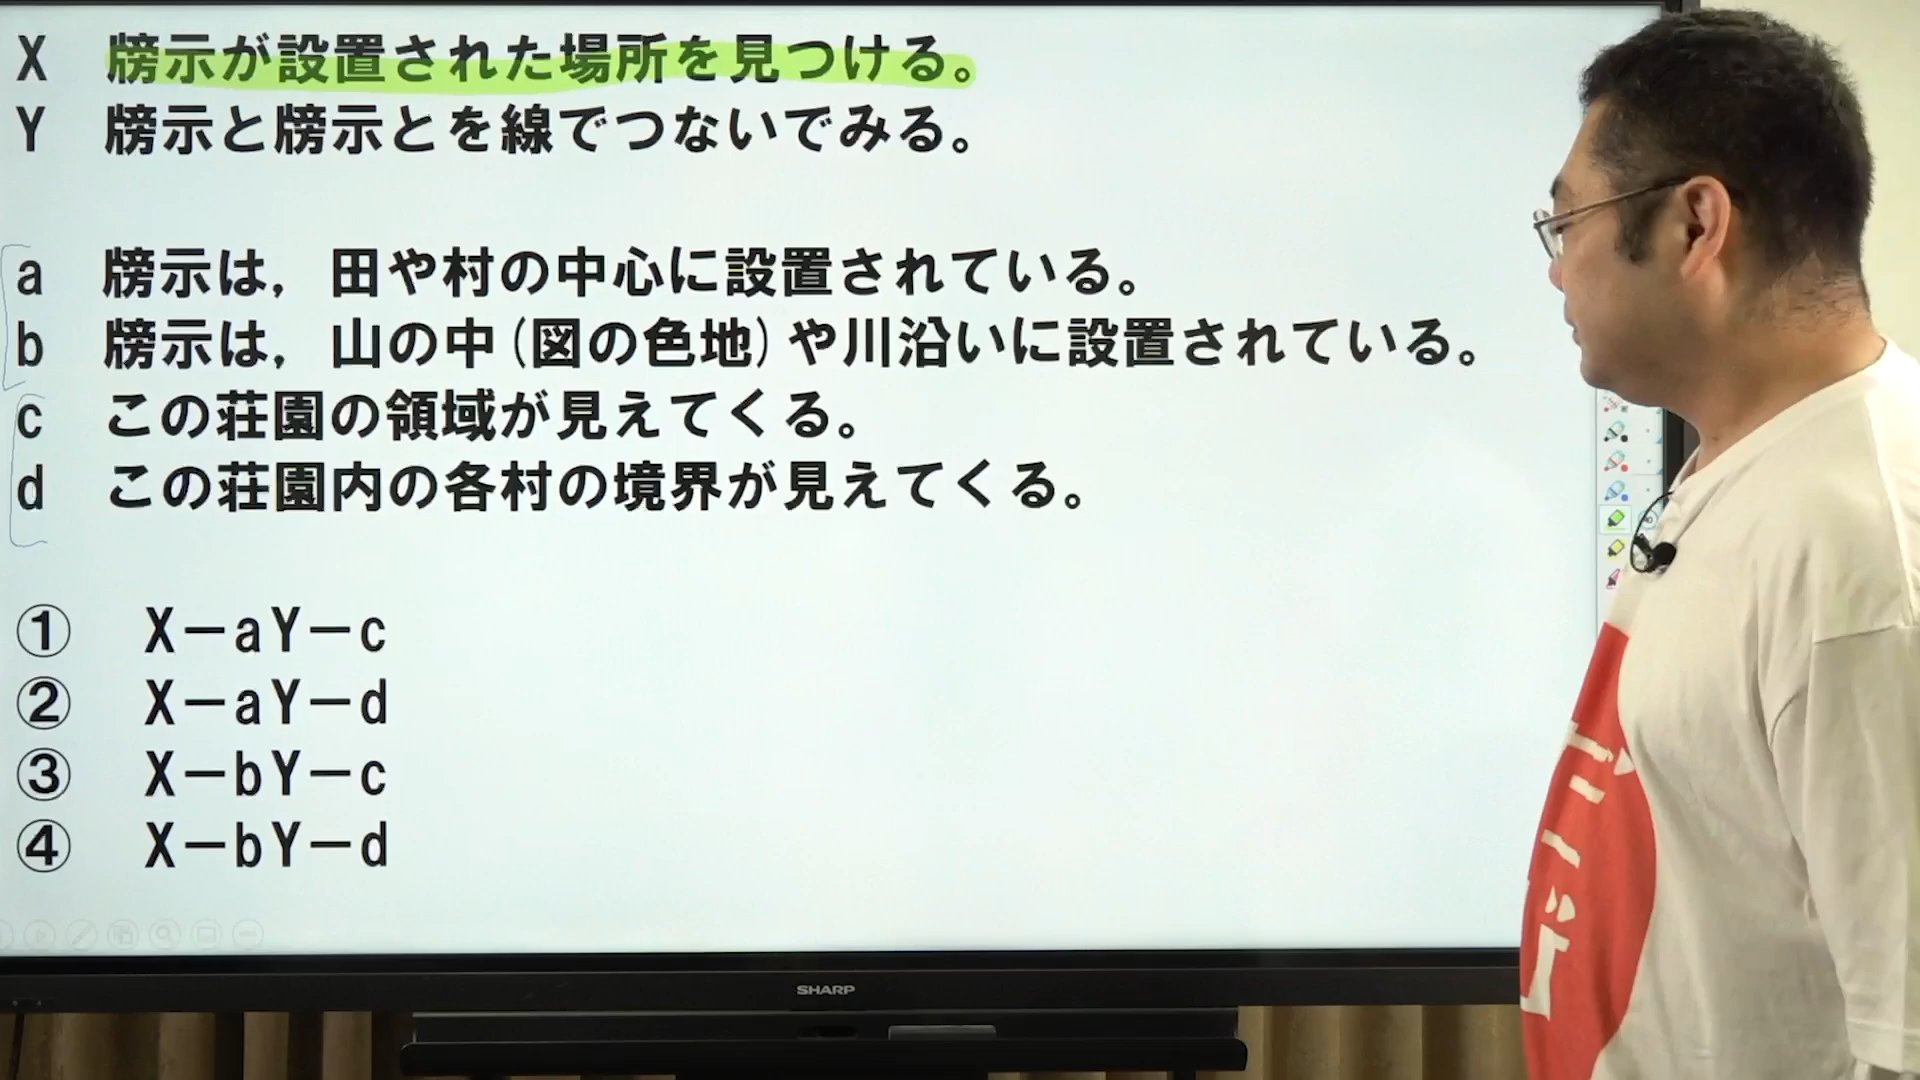 X 牓示が設置された場所を見つける。
Y 牓示と牓示とを線でつないでみる。
a 牓示は，田や村の中心に設置されている。
b 牓示は，山の中(図の色地)や川沿いに設置されている。
c この荘園の領域が見えてくる。
d この荘園内の各村の境界が見えてくる。
① X－aY－c
② X－aY－d
③ X－bY－c
④ X－bY－d
SHARP